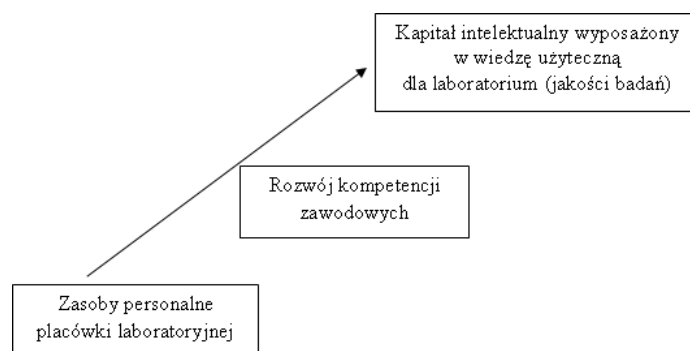 Kapitał intelektualny wyposażony
w wiedzę użyteczną
dla laboratorium (jakości badań)
Rozwój kompetencji
zawodowych
Zasoby personalne
placówki laboratoryjnej